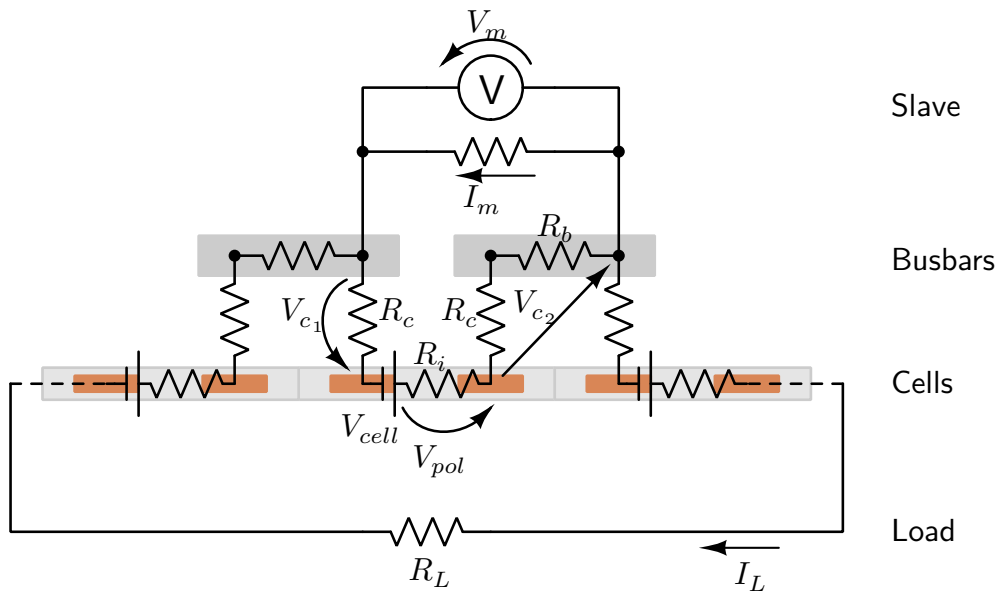 V_m
V
Slave
I_m
R_b
Busbars
V_{c_1}
R_c
R_c
V_{c_2}
R_i
Cells
V_{cell}
V_{pol}
Load
R_L
I_L